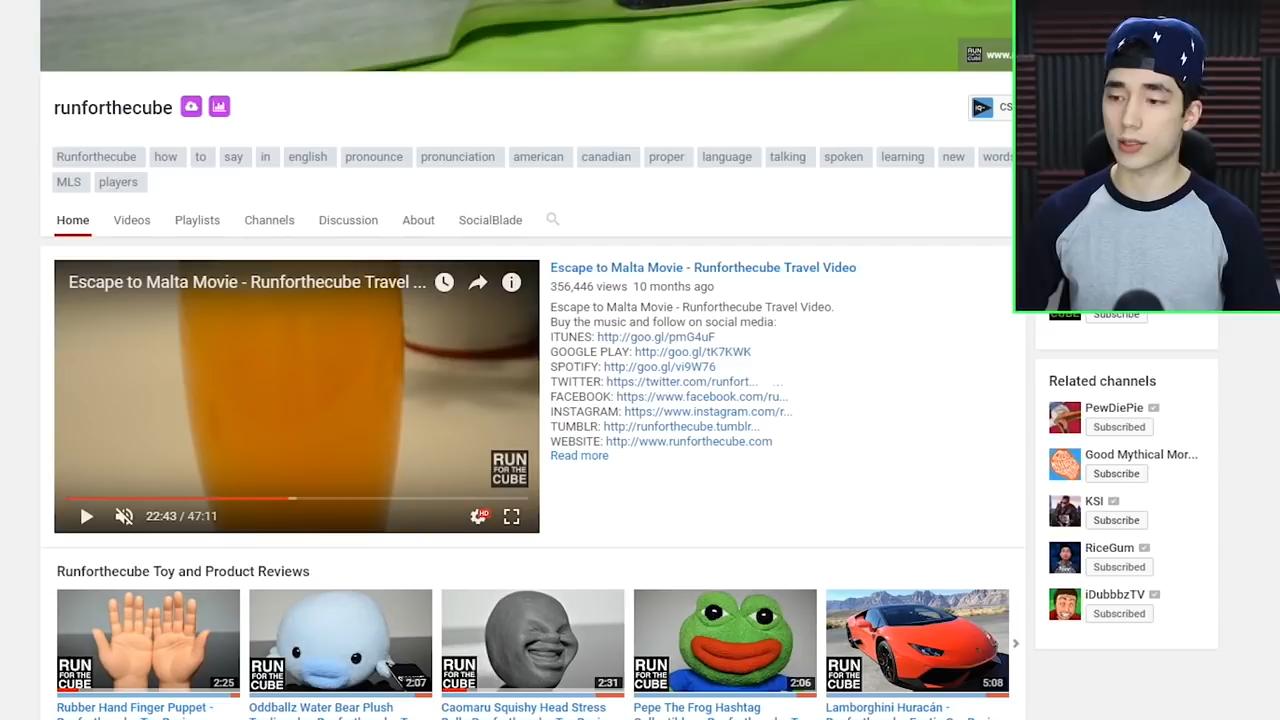 RUN FOR THE CUBE www.
runforthecube
CS
Runforthecube how to say in english pronounce pronunciation american canadian proper language talking spoken learning new words
MLS players
Home Videos Playlists Channels Discussion About SocialBlade
Escape to Malta Movie - Runforthecube Travel ...
RUN
FOR THE
CUBE
22:43 / 47:11
HD
Escape to Malta Movie - Runforthecube Travel Video
356,446 views 10 months ago
Escape to Malta Movie - Runforthecube Travel Video.
Buy the music and follow on social media:
ITUNES: http://goo.gl/pmG4uF
GOOGLE PLAY: http://goo.gl/tK7KWK
SPOTIFY: http://goo.gl/vi9W76
TWITTER: https://twitter.com/runfort... ...
FACEBOOK: https://www.facebook.com/ru...
INSTAGRAM: https://www.instagram.com/r...
TUMBLR: http://runforthecube.tumblr...
WEBSITE: http://www.runforthecube.com
Read more
CUBE Subscribe
Related channels
PewDiePie
Subscribed
Good Mythical Mor...
Subscribe
KSI
Subscribe
RiceGum
Subscribed
iDubbbzTV
Subscribed
Runforthecube Toy and Product Reviews
RUN FOR THE CUBE 2:25
RUN FOR THE CUBE 2:07
RUN FOR THE CUBE 2:31
RUN FOR THE CUBE 2:06
RUN FOR THE CUBE 5:08
Rubber Hand Finger Puppet -
Oddballz Water Bear Plush
Caomaru Squishy Head Stress
Pepe The Frog Hashtag
Lamborghini Huracán -